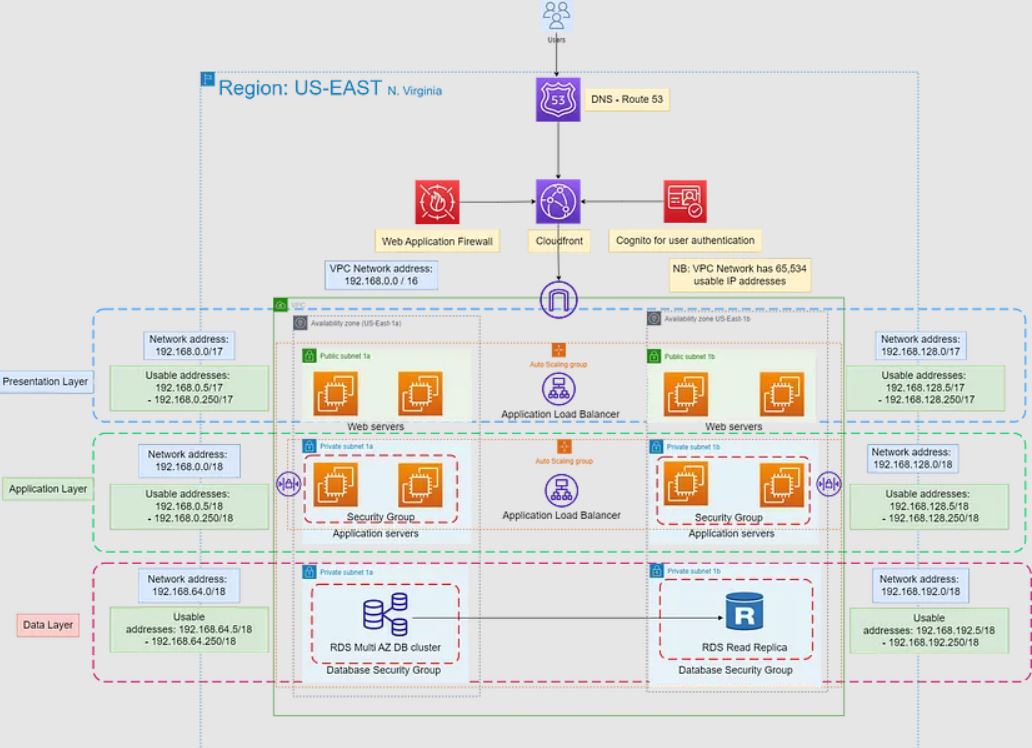 Users
Region: US-EAST N. Virginia
53
DNS - Route 53
Web Application Firewall
Cloudfront
Cognito for user authentication
VPC Network address:
192.168.0.0 / 16
NB: VPC Network has 65,534
usable IP addresses
VPC
Availability zone (US-East-1a)
Availability zone US-East-1b
Presentation Layer
Network address:
192.168.0.0/17
Usable addresses:
192.168.0.5/17
- 192.168.0.250/17
Public subnet 1a
Web servers
Auto Scaling group
Application Load Balancer
Public subnet 1b
Web servers
Network address:
192.168.128.0/17
Usable addresses:
192.168.128.5/17
- 192.168.128.250/17
Application Layer
Network address:
192.168.0.0/18
Usable addresses:
192.168.0.5/18
- 192.168.0.250/18
Private subnet 1a
Security Group
Application servers
Auto Scaling group
Application Load Balancer
Private subnet 1b
Security Group
Application servers
Network address:
192.168.128.0/18
Usable addresses:
192.168.128.5/18
- 192.168.128.250/18
Data Layer
Network address:
192.168.64.0/18
Usable
addresses: 192.168.64.5/18
- 192.168.64.250/18
Private subnet 1a
RDS Multi AZ DB cluster
Database Security Group
Private subnet 1b
R
RDS Read Replica
Database Security Group
Network address:
192.168.192.0/18
Usable
addresses: 192.168.192.5/18
- 192.168.192.250/18